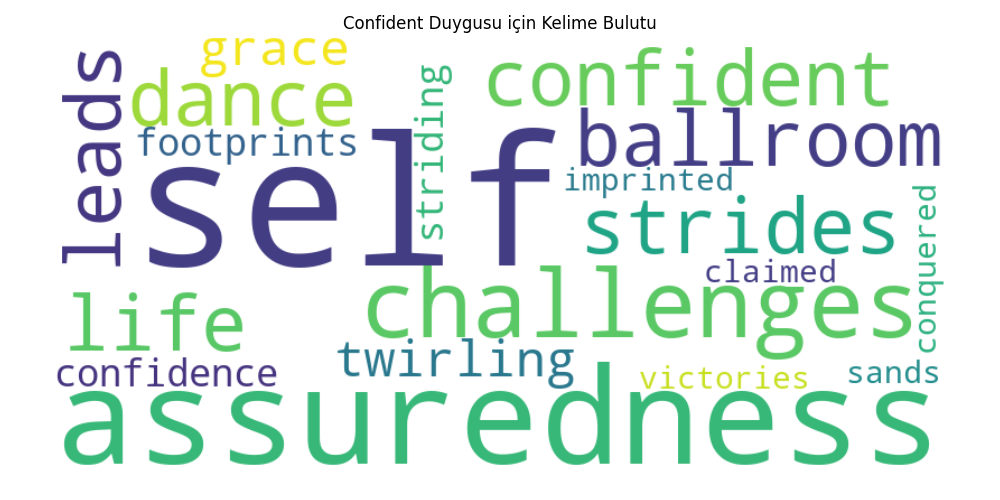 Confident Duygusu için Kelime Bulutu
grace
leads
dance
striding
confident
footprints
self
ballroom
imprinted
strides
conquered
claimed
challenges
life
twirling
confidence
victories
sands
assuredness